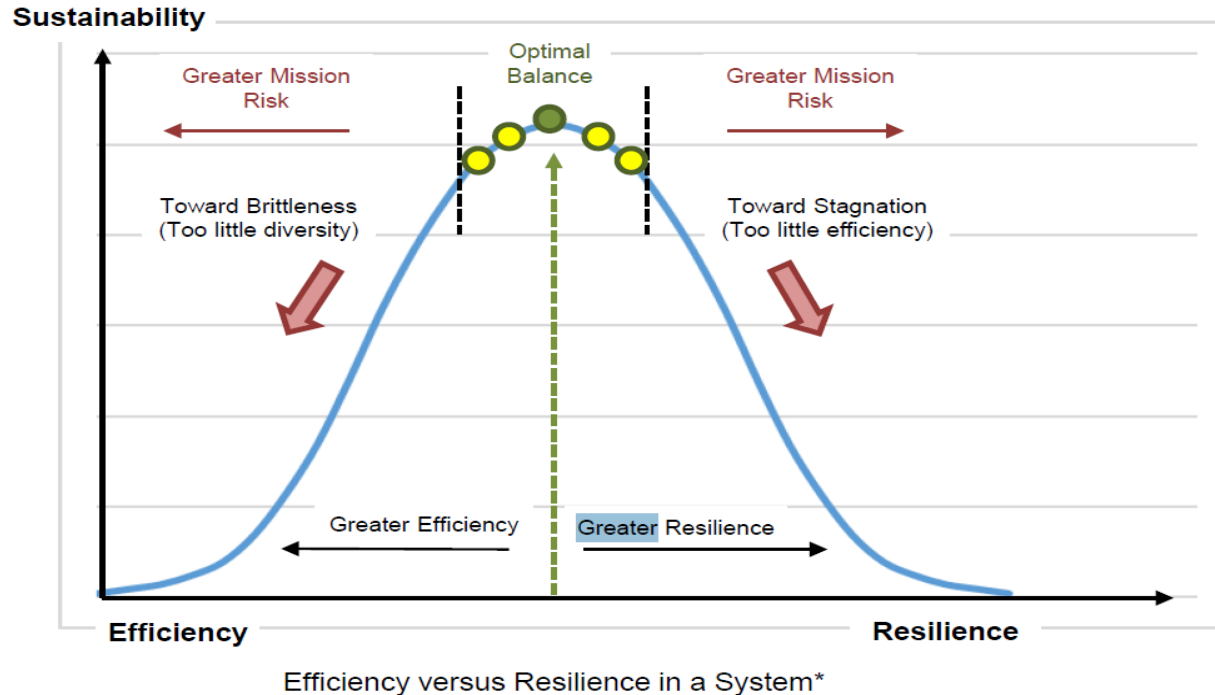 Sustainability
Optimal
Balance
Greater Mission
Risk
Greater Mission
Risk
Toward Brittleness
(Too little diversity)
Toward Stagnation
(Too little efficiency)
Greater Efficiency
Greater Resilience
Efficiency
Resilience
Efficiency versus Resilience in a System*